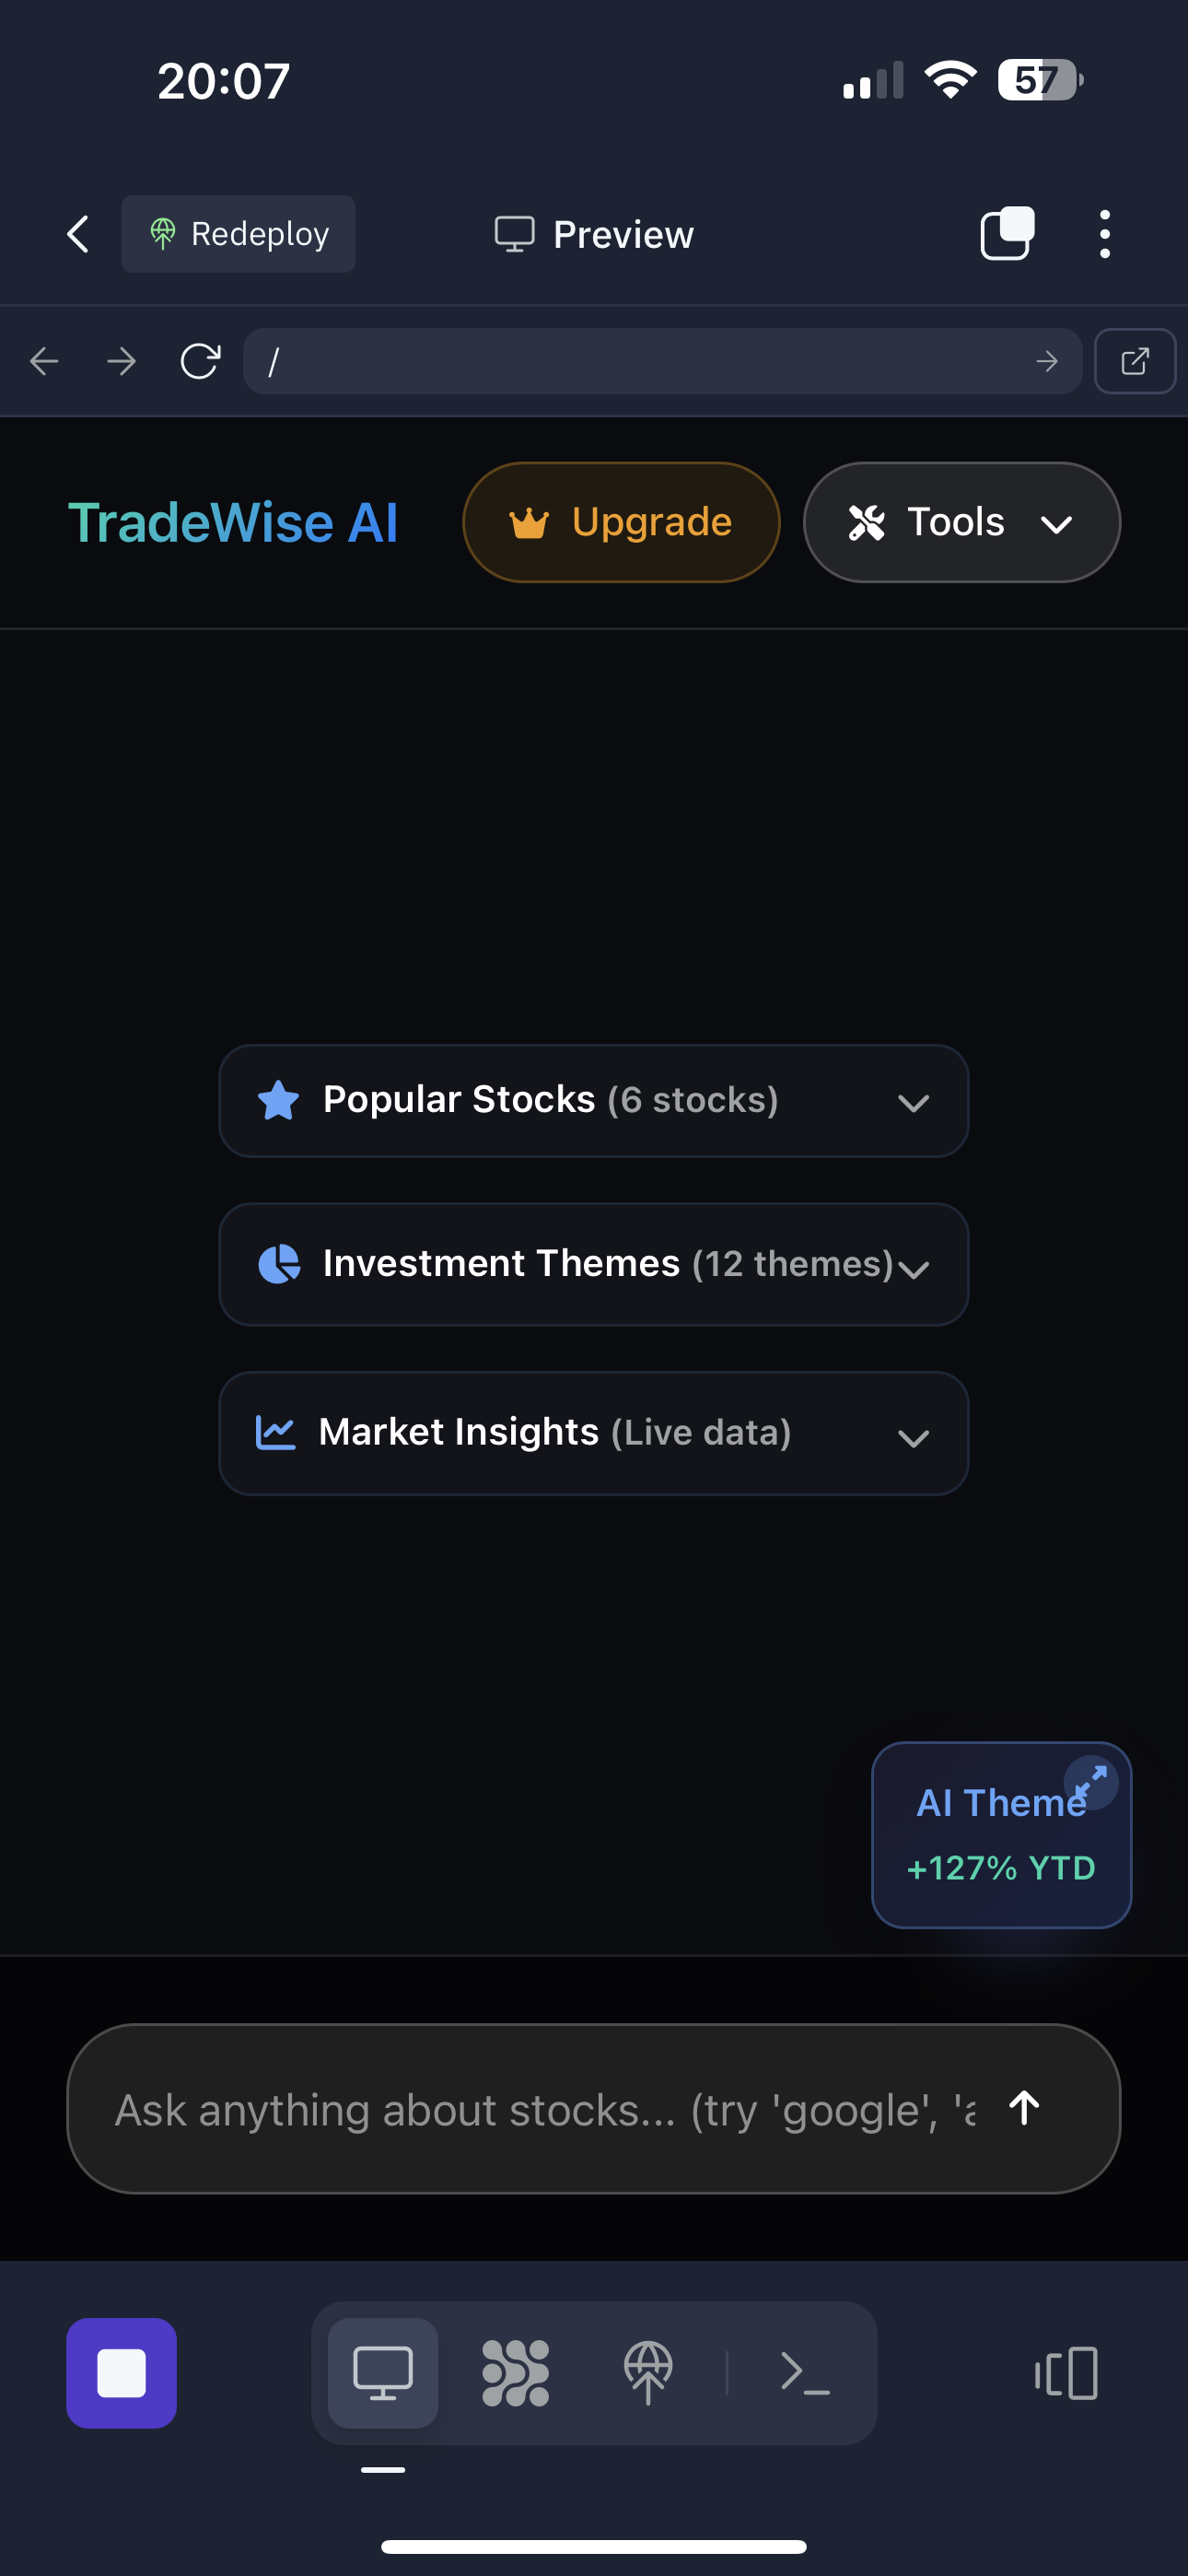 20:07
57
Redeploy
Preview
/
TradeWise AI
Upgrade
Tools
Popular Stocks (6 stocks)
Investment Themes (12 themes)
Market Insights (Live data)
AI Theme
+127% YTD
Ask anything about stocks... (try 'google', '